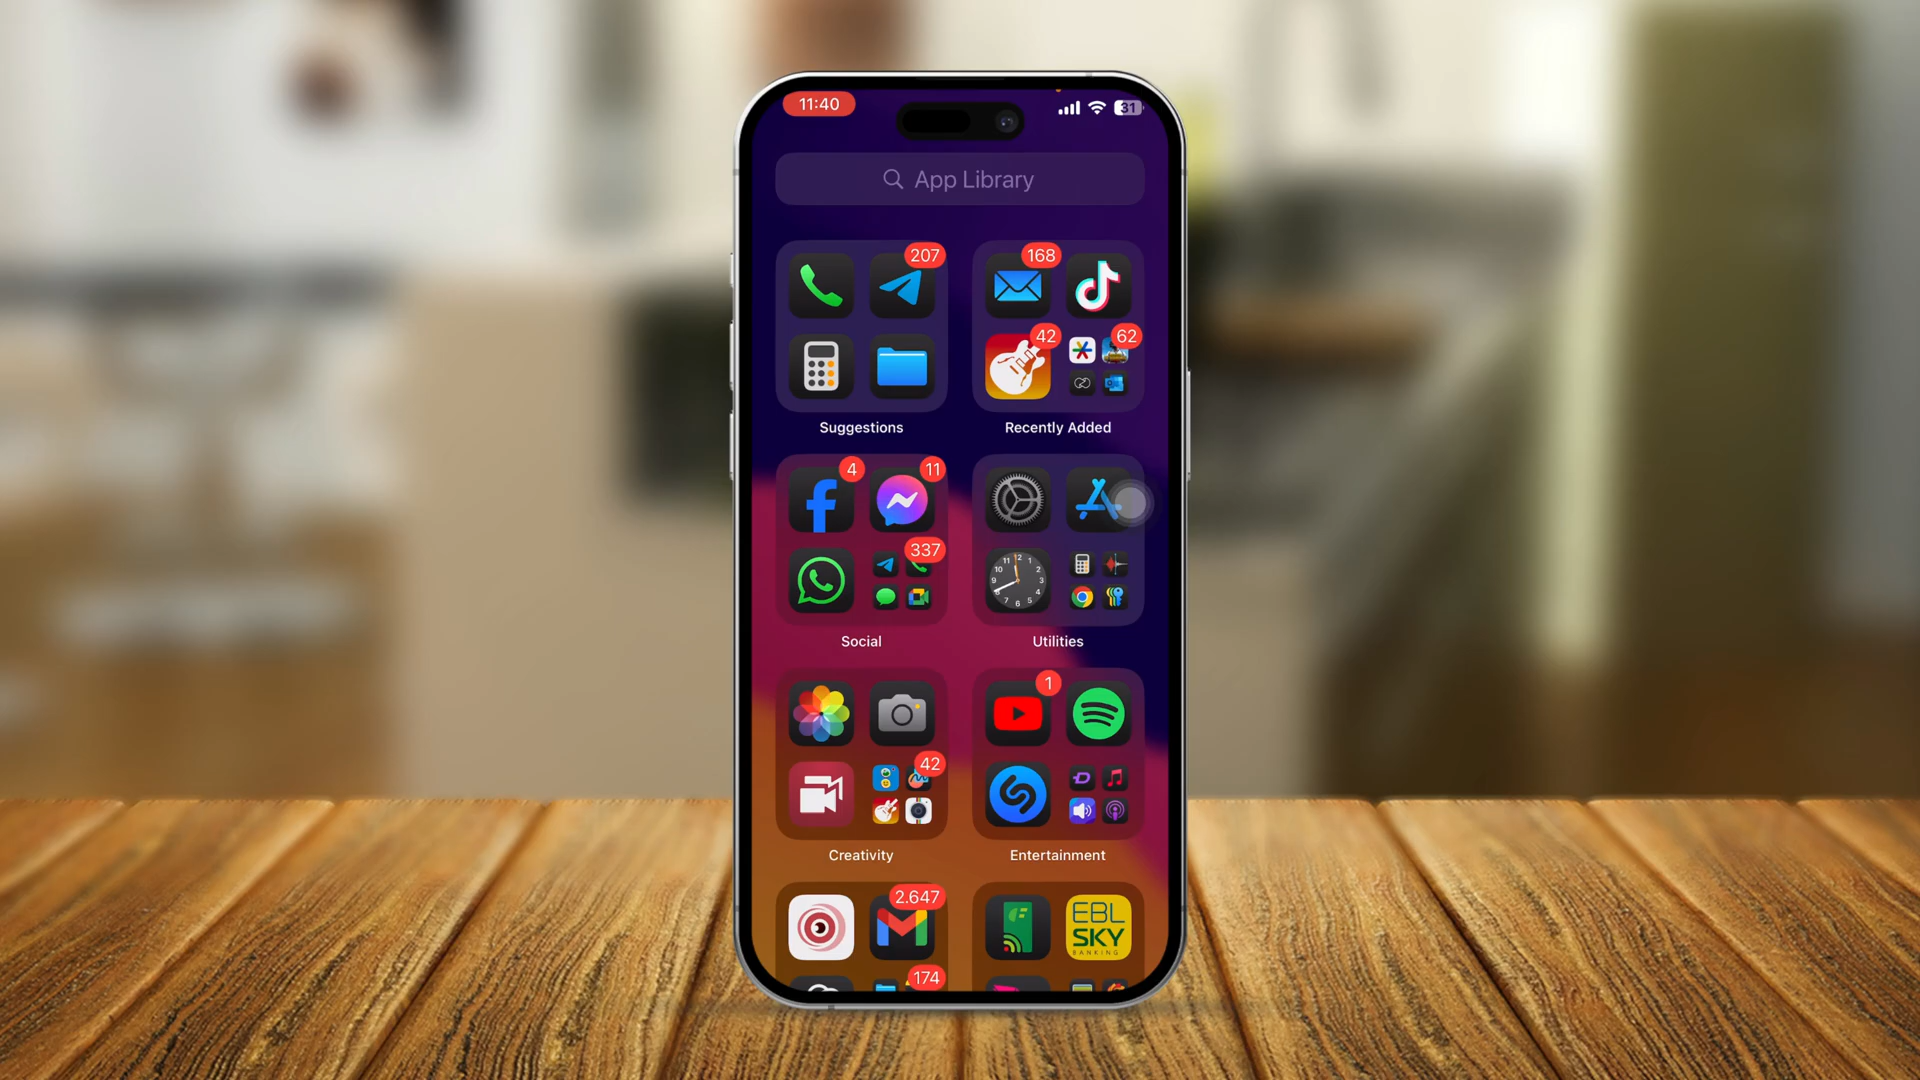 11:40
31
App Library
207
168
42
62
Suggestions
Recently Added
4
11
337
Social
Utilities
1
42
Creativity
Entertainment
2.647
EBL
SKY
BANKING
174